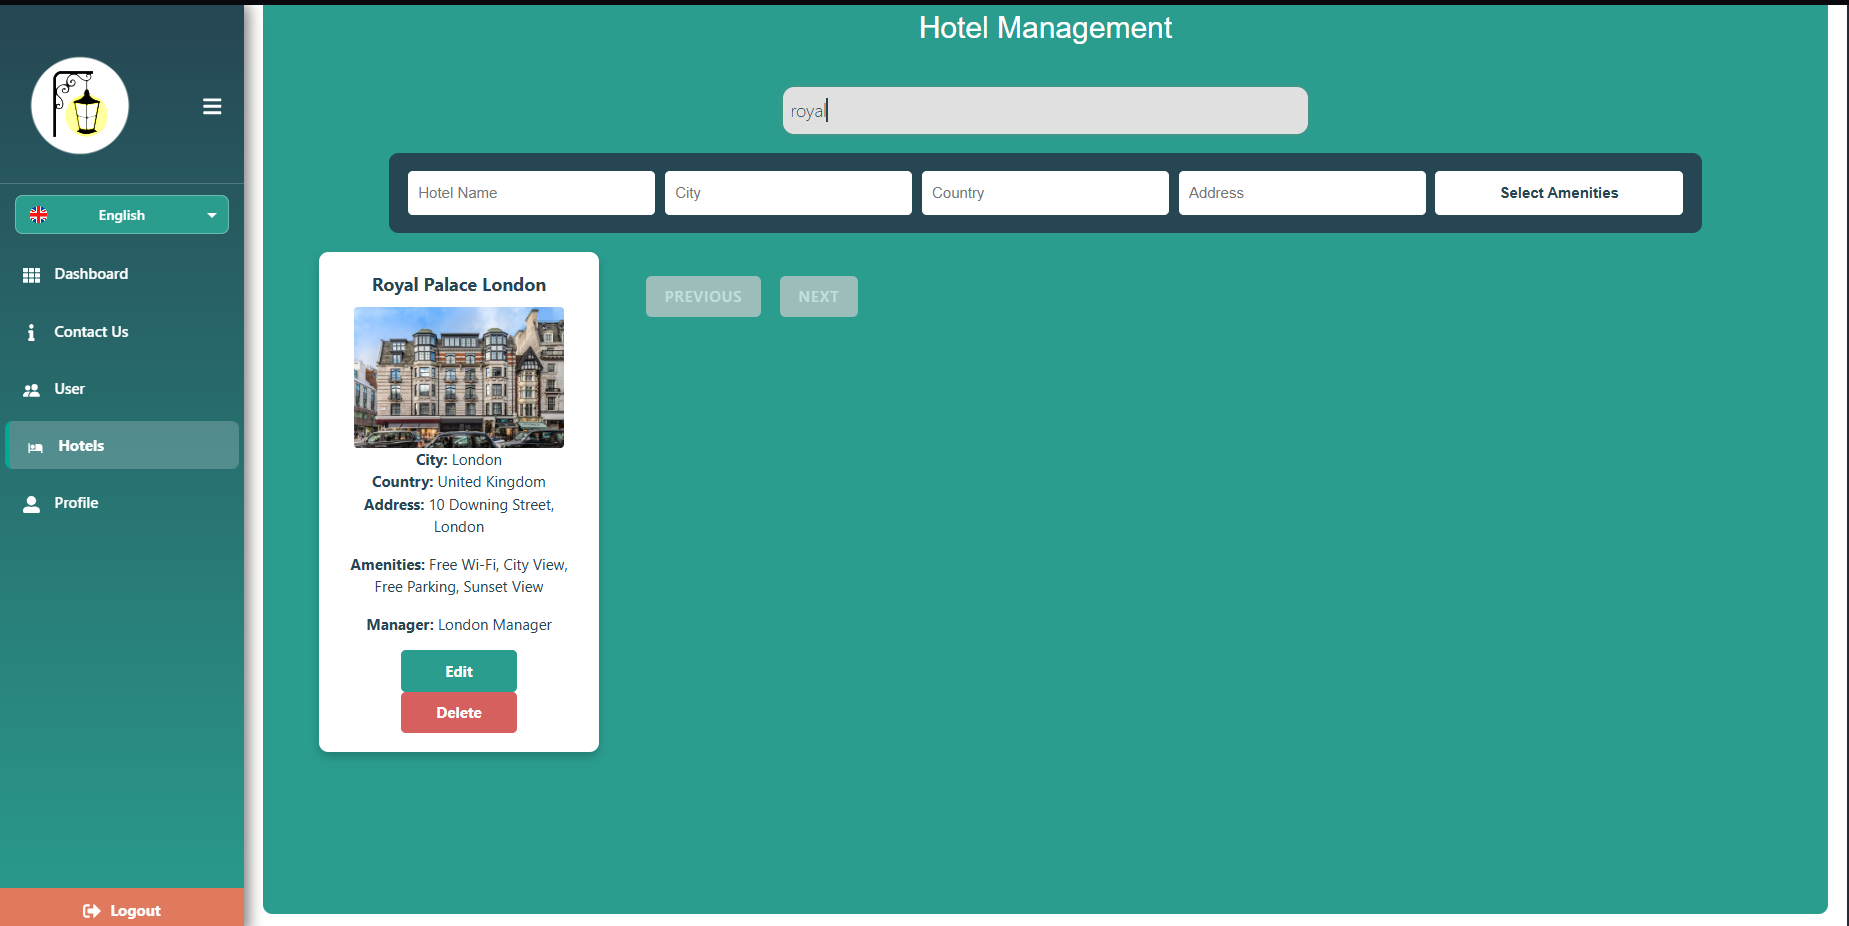 Hotel Management
royal
Hotel Name
City
Country
Address
Select Amenities
English
Dashboard
Contact Us
User
Hotels
Profile
Logout
Royal Palace London
City: London
Country: United Kingdom
Address: 10 Downing Street,
London
Amenities: Free Wi-Fi, City View,
Free Parking, Sunset View
Manager: London Manager
Edit
Delete
PREVIOUS
NEXT